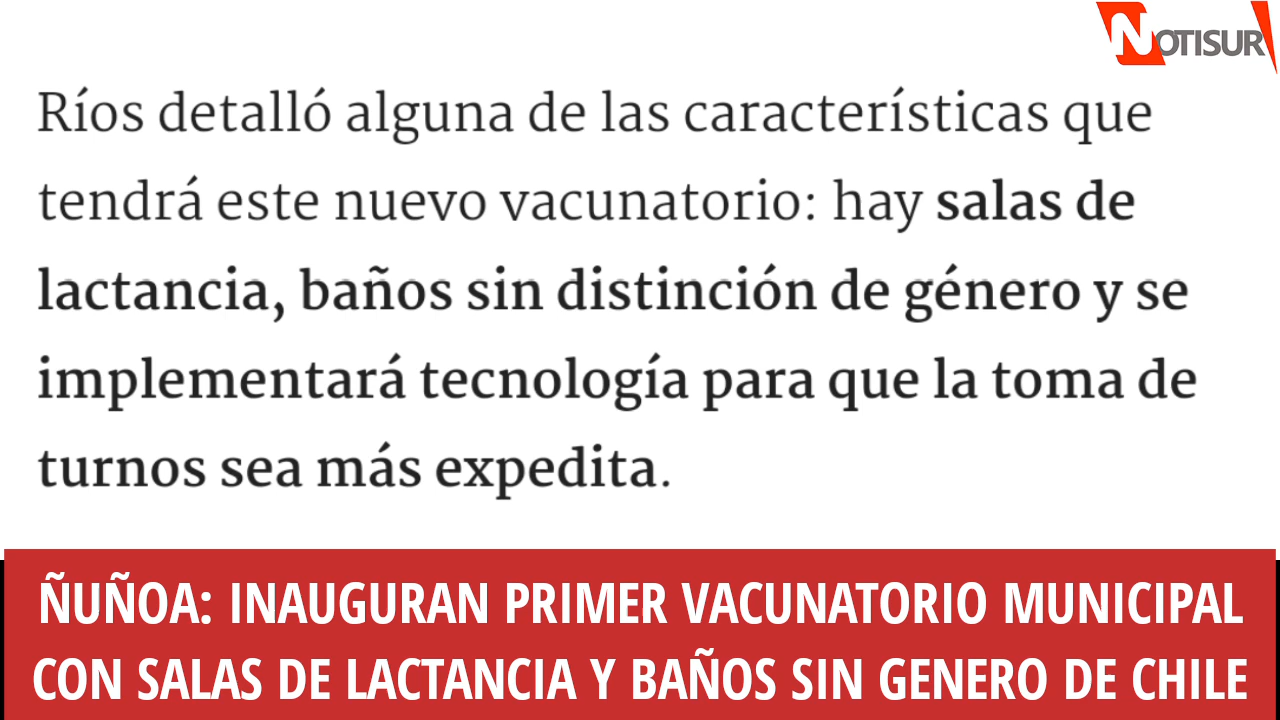 NOTISUR
Ríos detalló alguna de las características que
tendrá este nuevo vacunatorio: hay salas de
lactancia, baños sin distinción de género y se
implementará tecnología para que la toma de
turnos sea más expedita.
ÑUÑOA: INAUGURAN PRIMER VACUNATORIO MUNICIPAL
CON SALAS DE LACTANCIA Y BAÑOS SIN GENERO DE CHILE